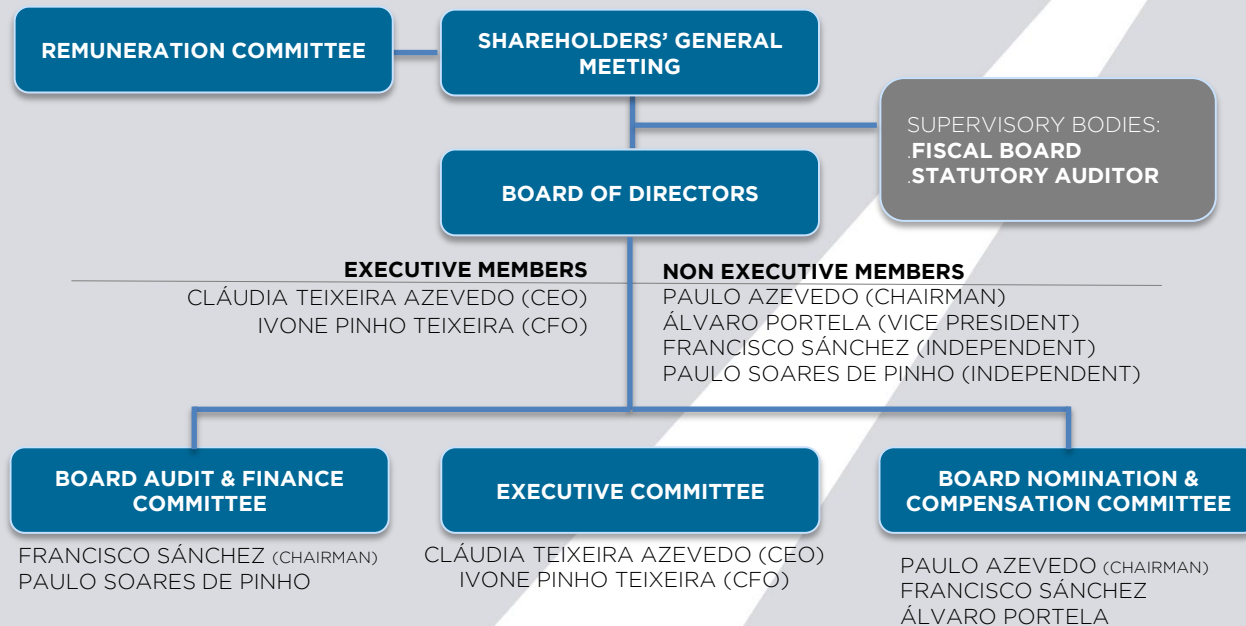 REMUNERATION COMMITTEE
SHAREHOLDERS' GENERAL
MEETING
SUPERVISORY BODIES:
.FISCAL BOARD
.STATUTORY AUDITOR
BOARD OF DIRECTORS
EXECUTIVE MEMBERS
CLÁUDIA TEIXEIRA AZEVEDO (CEO)
IVONE PINHO TEIXEIRA (CFO)
NON EXECUTIVE MEMBERS
PAULO AZEVEDO (CHAIRMAN)
ÁLVARO PORTELA (VICE PRESIDENT)
FRANCISCO SÁNCHEZ (INDEPENDENT)
PAULO SOARES DE PINHO (INDEPENDENT)
BOARD AUDIT & FINANCE
COMMITTEE
FRANCISCO SÁNCHEZ (CHAIRMAN)
PAULO SOARES DE PINHO
EXECUTIVE COMMITTEE
CLÁUDIA TEIXEIRA AZEVEDO (CEO)
IVONE PINHO TEIXEIRA (CFO)
BOARD NOMINATION &
COMPENSATION COMMITTEE
PAULO AZEVEDO (CHAIRMAN)
FRANCISCO SÁNCHEZ
ÁLVARO PORTELA